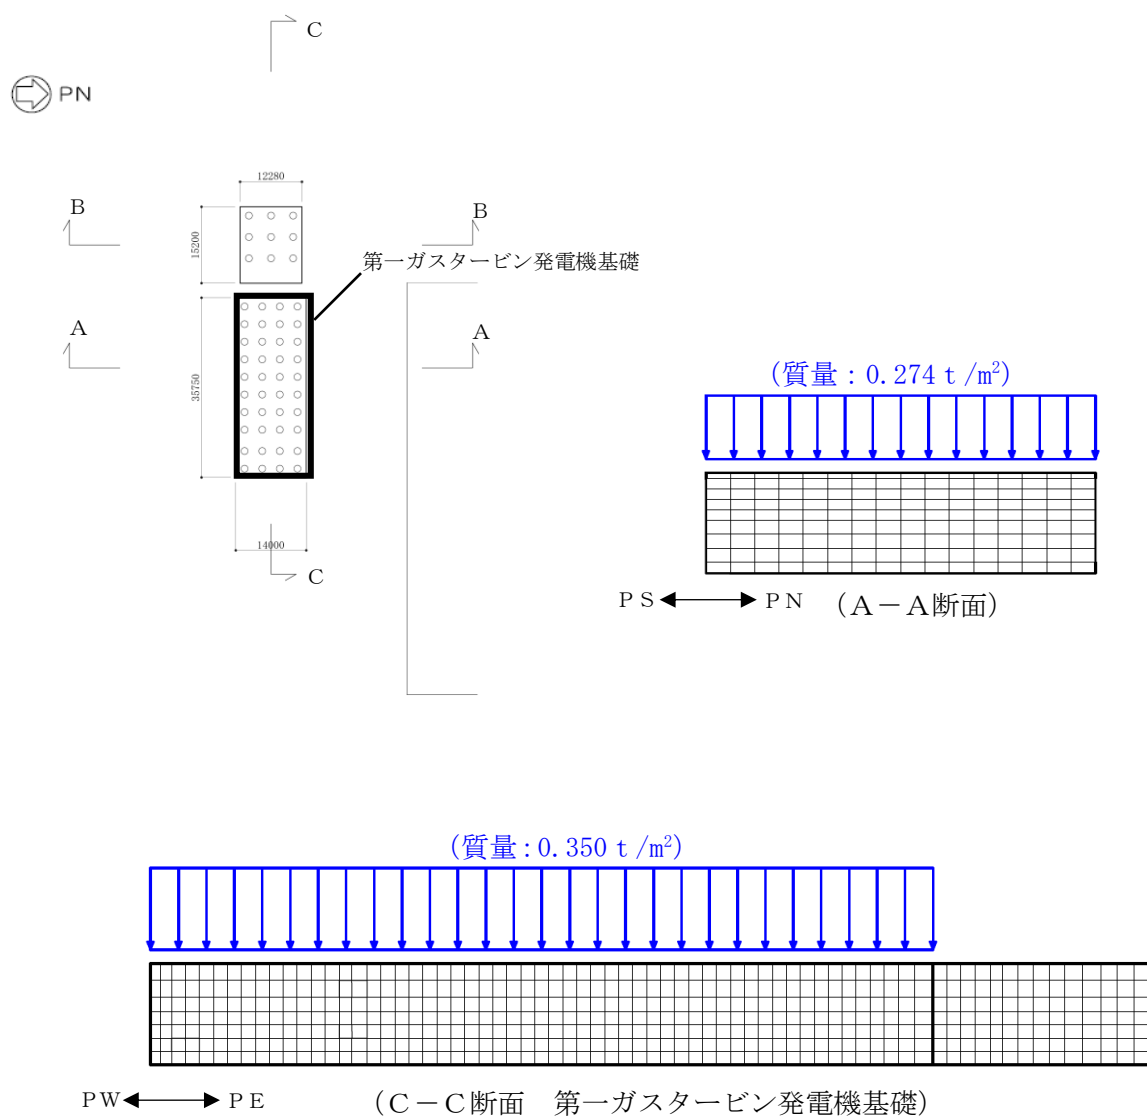 C
PN
12280
B
B
15200
第一ガスタービン発電機基礎
A
A
35750
(質量：0.274ｔ/m²)
14000
C
ＰＳ ＰＮ (Ａ－Ａ断面)
(質量：0.350ｔ/m²)
ＰＷ ＰＥ (Ｃ－Ｃ断面　第一ガスタービン発電機基礎)